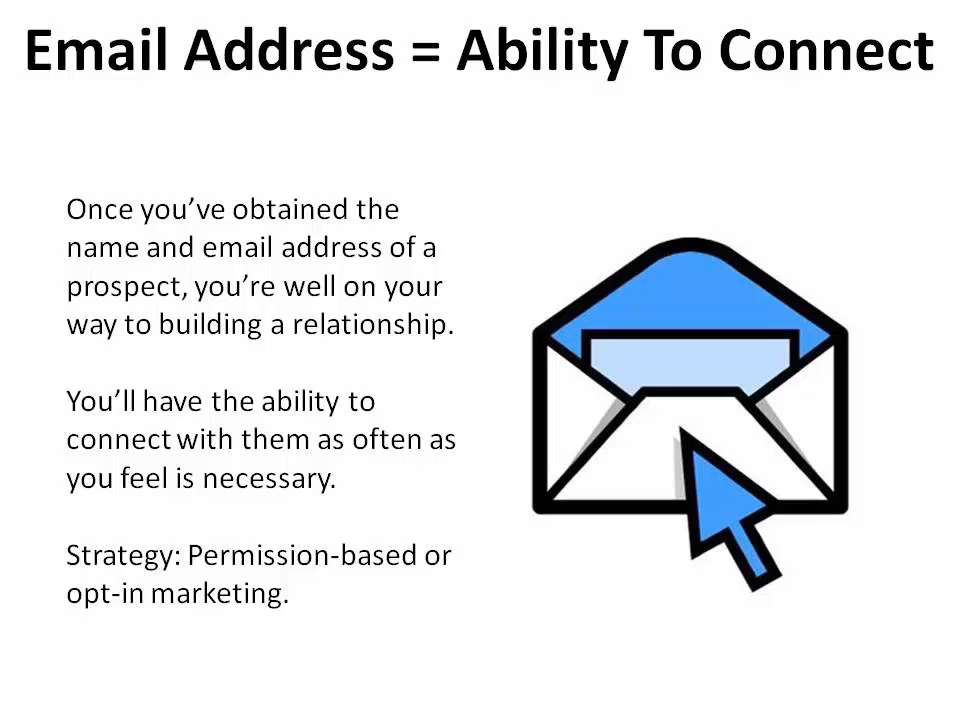 Email Address = Ability To Connect
Once you’ve obtained the
name and email address of a
prospect, you’re well on your
way to building a relationship.
You’ll have the ability to
connect with them as often as
you feel is necessary.
Strategy: Permission-based or
opt-in marketing.